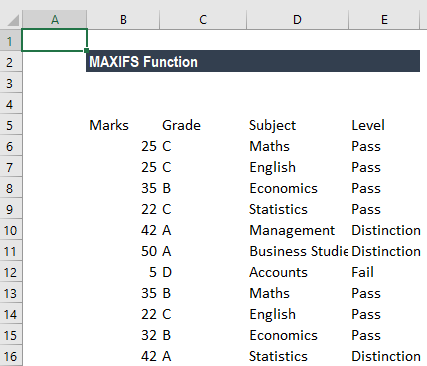 A B C D E
1
2 MAXIFS Function
3
4
5 Marks Grade Subject Level
6 25 C Maths Pass
7 25 C English Pass
8 35 B Economics Pass
9 22 C Statistics Pass
10 42 A Management Distinction
11 50 A Business Studie Distinction
12 5 D Accounts Fail
13 35 B Maths Pass
14 22 C English Pass
15 32 B Economics Pass
16 42 A Statistics Distinction